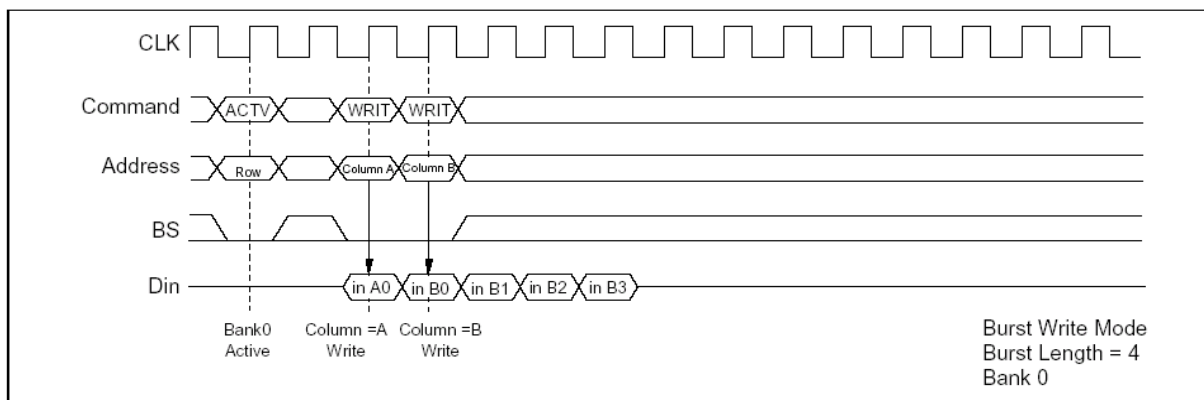 CLK
Command ACTV WRIT WRIT
Address Row Column A Column B
BS
Din in A0 in B0 in B1 in B2 in B3
Bank0 Column =A Column =B
Active Write Write
Burst Write Mode
Burst Length = 4
Bank 0